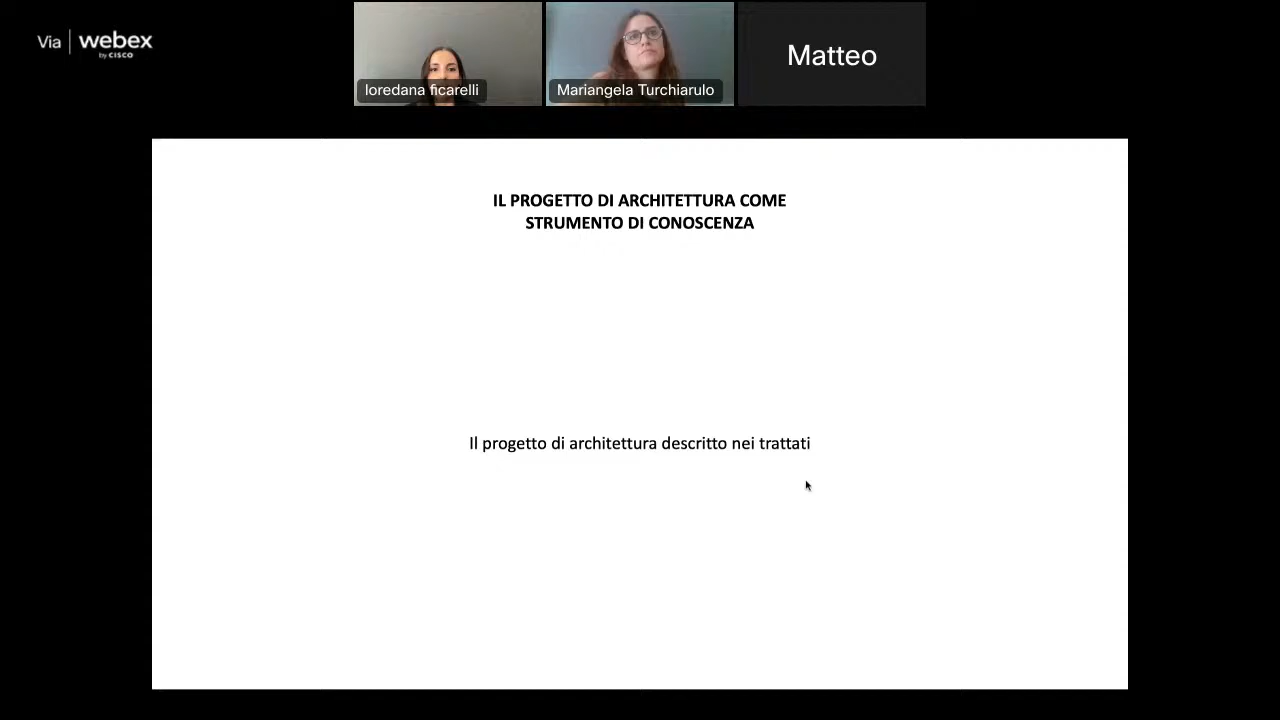 Via webex
by CISCO
loredana ficarelli
Mariangela Turchiarulo
Matteo
IL PROGETTO DI ARCHITETTURA COME
STRUMENTO DI CONOSCENZA
Il progetto di architettura descritto nei trattati